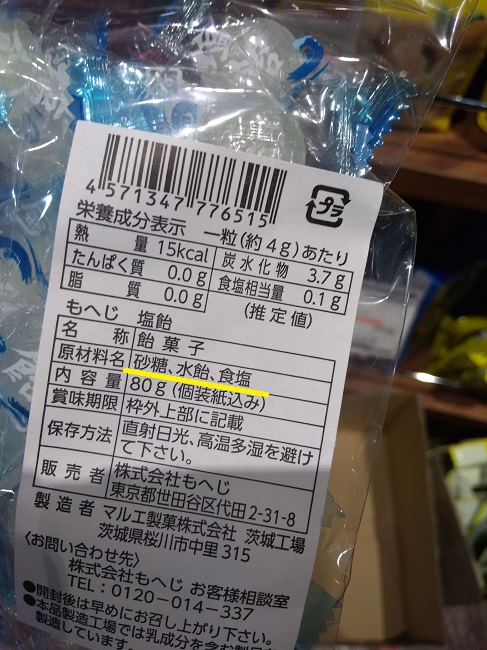 4 571347 776515
プラ
栄養成分表示 一粒(約4g)あたり
熱量 15kcal 炭水化物 3.7g
たんぱく質 0.0g 食塩相当量 0.1g
脂質 0.0g (推定値)
もへじ 塩飴
名称 飴菓子
原材料名 砂糖、水飴、食塩
内容量 80g(個装紙込み)
賞味期限 枠外上部に記載
保存方法 直射日光、高温多湿を避け
て下さい。
販売者 株式会社もへじ
東京都世田谷区代田2-31-8
製造者 マルエ製菓株式会社 茨城工場
茨城県桜川市中里315
〈お問い合わせ先〉
株式会社もへじ お客様相談室
TEL:0120-014-337
●開封後は早めにお召し上がり下さい。
●本品製造工場では乳成分を含む製品
製造しています。